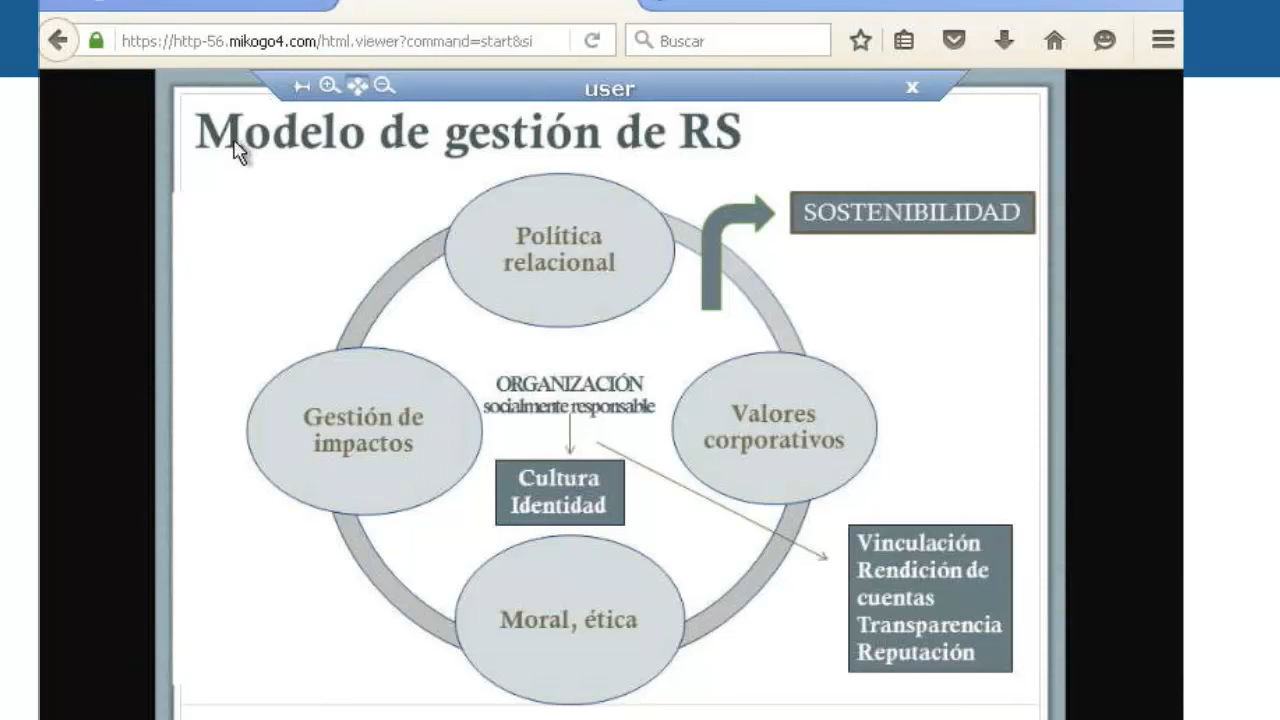 https://http-56.mikogo4.com/html.viewer?command=start&si
Buscar
user
x
Modelo de gestión de RS
SOSTENIBILIDAD
Política
relacional
ORGANIZACIÓN
socialmente responsable
Gestión de
impactos
Valores
corporativos
Cultura
Identidad
Vinculación
Rendición de
cuentas
Transparencia
Reputación
Moral, ética